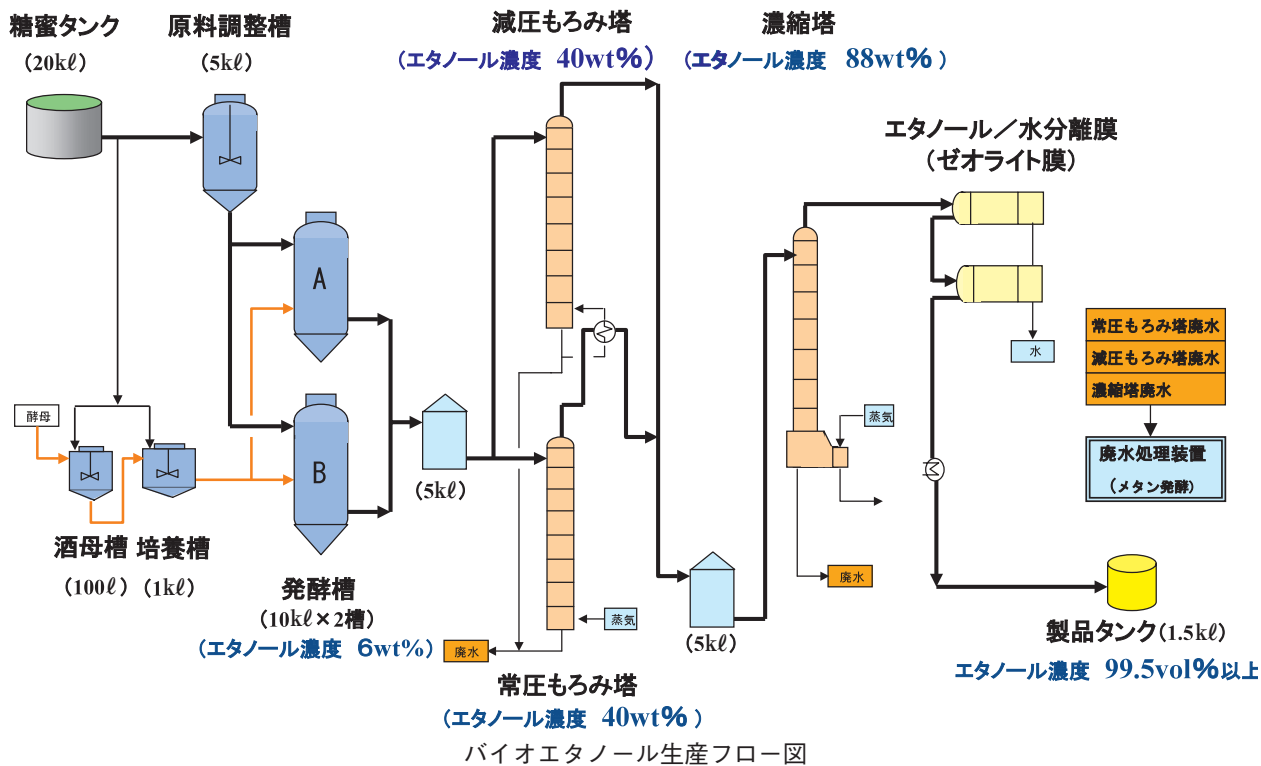 糖蜜タンク
(20kℓ)
原料調整槽
(5kℓ)
減圧もろみ塔
(エタノール濃度 40wt%)
濃縮塔
(エタノール濃度 88wt%)
エタノール／水分離膜
(ゼオライト膜)
A
B
水
常圧もろみ塔廃水
減圧もろみ塔廃水
濃縮塔廃水
廃水処理装置
(メタン発酵)
酵母
酒母槽
(100ℓ)
培養槽
(1kℓ)
発酵槽
(10kℓ×2槽)
(エタノール濃度 6wt%)
(5kℓ)
蒸気
廃水
常圧もろみ塔
(エタノール濃度 40wt%)
(5kℓ)
蒸気
廃水
製品タンク(1.5kℓ)
エタノール濃度 99.5vol%以上
バイオエタノール生産フロー図